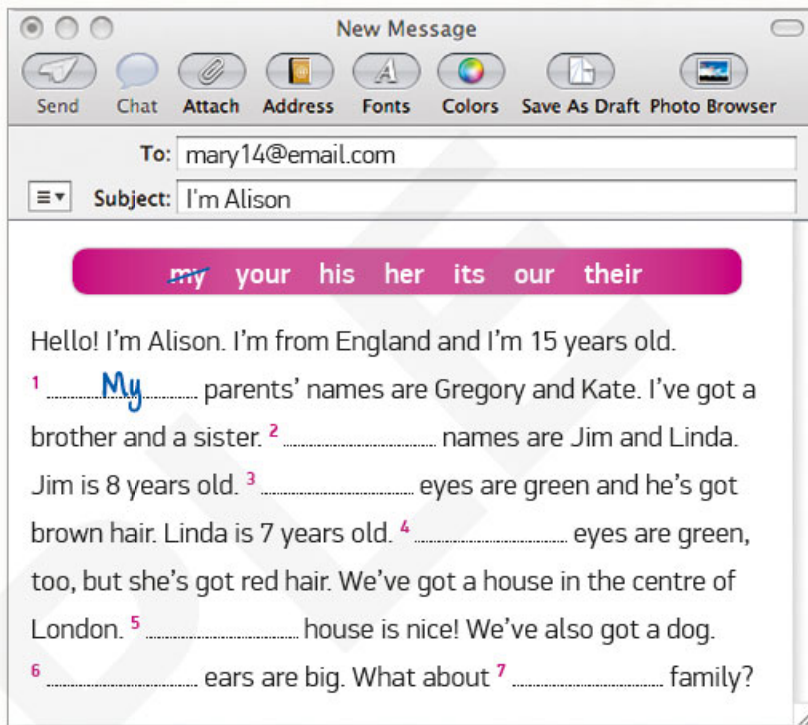 New Message
Send Chat Attach Address Fonts Colors Save As Draft Photo Browser
To: mary14@email.com
Subject: I'm Alison
my your his her its our their
Hello! I'm Alison. I'm from England and I'm 15 years old.
1 My parents' names are Gregory and Kate. I've got a
brother and a sister. 2 names are Jim and Linda.
Jim is 8 years old. 3 eyes are green and he's got
brown hair. Linda is 7 years old. 4 eyes are green,
too, but she's got red hair. We've got a house in the centre of
London. 5 house is nice! We've also got a dog.
6 ears are big. What about 7 family?